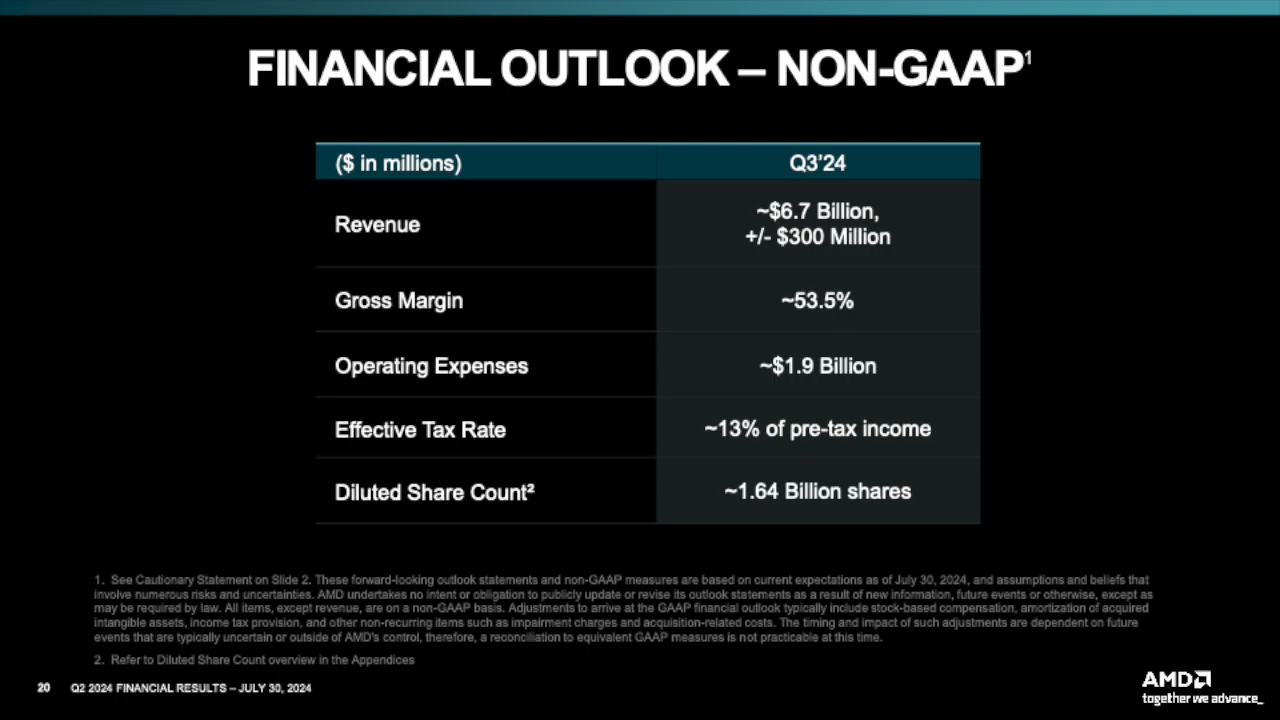 FINANCIAL OUTLOOK – NON-GAAP¹
($ in millions)
Q3'24
Revenue
~$6.7 Billion,
+/- $300 Million
Gross Margin
~53.5%
Operating Expenses
~$1.9 Billion
Effective Tax Rate
~13% of pre-tax income
Diluted Share Count²
~1.64 Billion shares
1. See Cautionary Statement on Slide 2. These forward-looking outlook statements and non-GAAP measures are based on current expectations as of July 30, 2024, and assumptions and beliefs that
involve numerous risks and uncertainties. AMD undertakes no intent or obligation to publicly update or revise its outlook statements as a result of new information, future events or otherwise, except as
may be required by law. All items, except revenue, are on a non-GAAP basis. Adjustments to arrive at the GAAP financial outlook typically include stock-based compensation, amortization of acquired
intangible assets, income tax provision, and other non-recurring items such as impairment charges and acquisition-related costs. The timing and impact of such adjustments are dependent on future
events that are typically uncertain or outside of AMD's control, therefore, a reconciliation to equivalent GAAP measures is not practicable at this time.
2. Refer to Diluted Share Count overview in the Appendices
20 Q2 2024 FINANCIAL RESULTS – JULY 30, 2024
AMD
together we advance_